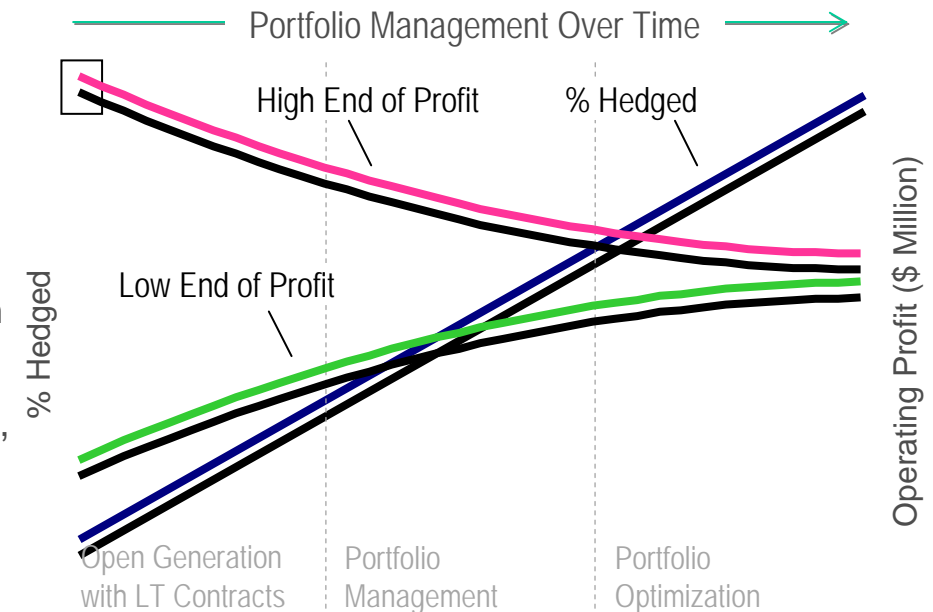 Portfolio Management Over Time
High End of Profit
% Hedged
Low End of Profit
% Hedged
Operating Profit ($ Million)
,
Open Generation
with LT Contracts
Portfolio
Management
Portfolio
Optimization